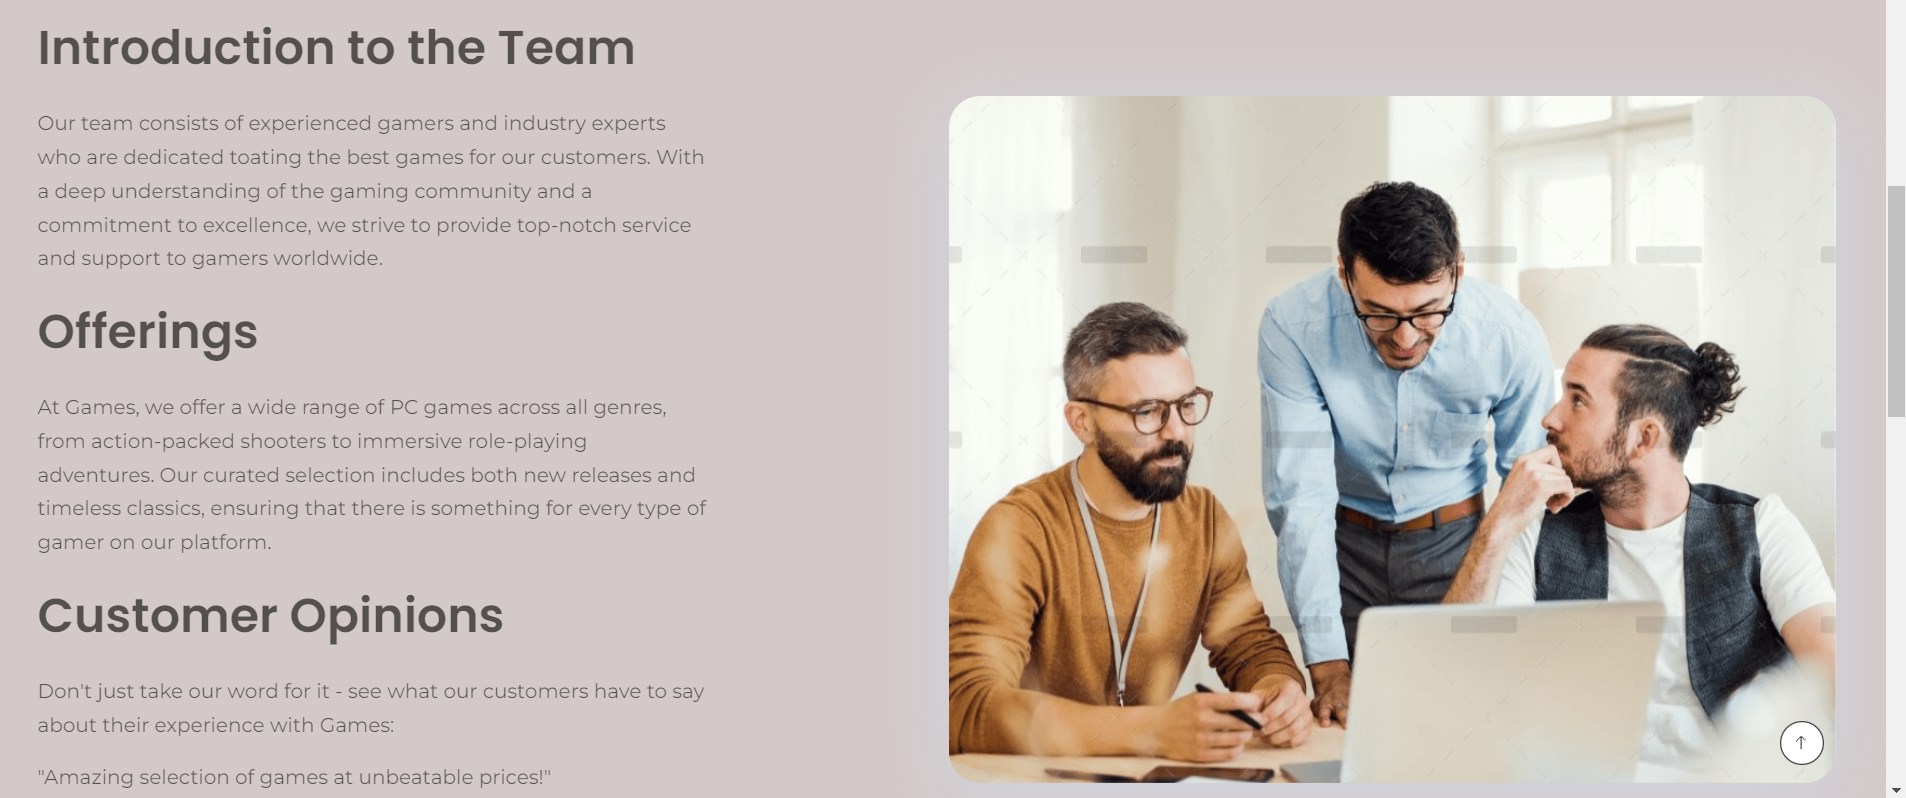 Introduction to the Team
Our team consists of experienced gamers and industry experts
who are dedicated toating the best games for our customers. With
a deep understanding of the gaming community and a
commitment to excellence, we strive to provide top-notch service
and support to gamers worldwide.
Offerings
At Games, we offer a wide range of PC games across all genres,
from action-packed shooters to immersive role-playing
adventures. Our curated selection includes both new releases and
timeless classics, ensuring that there is something for every type of
gamer on our platform.
Customer Opinions
Don't just take our word for it - see what our customers have to say
about their experience with Games:
"Amazing selection of games at unbeatable prices!"